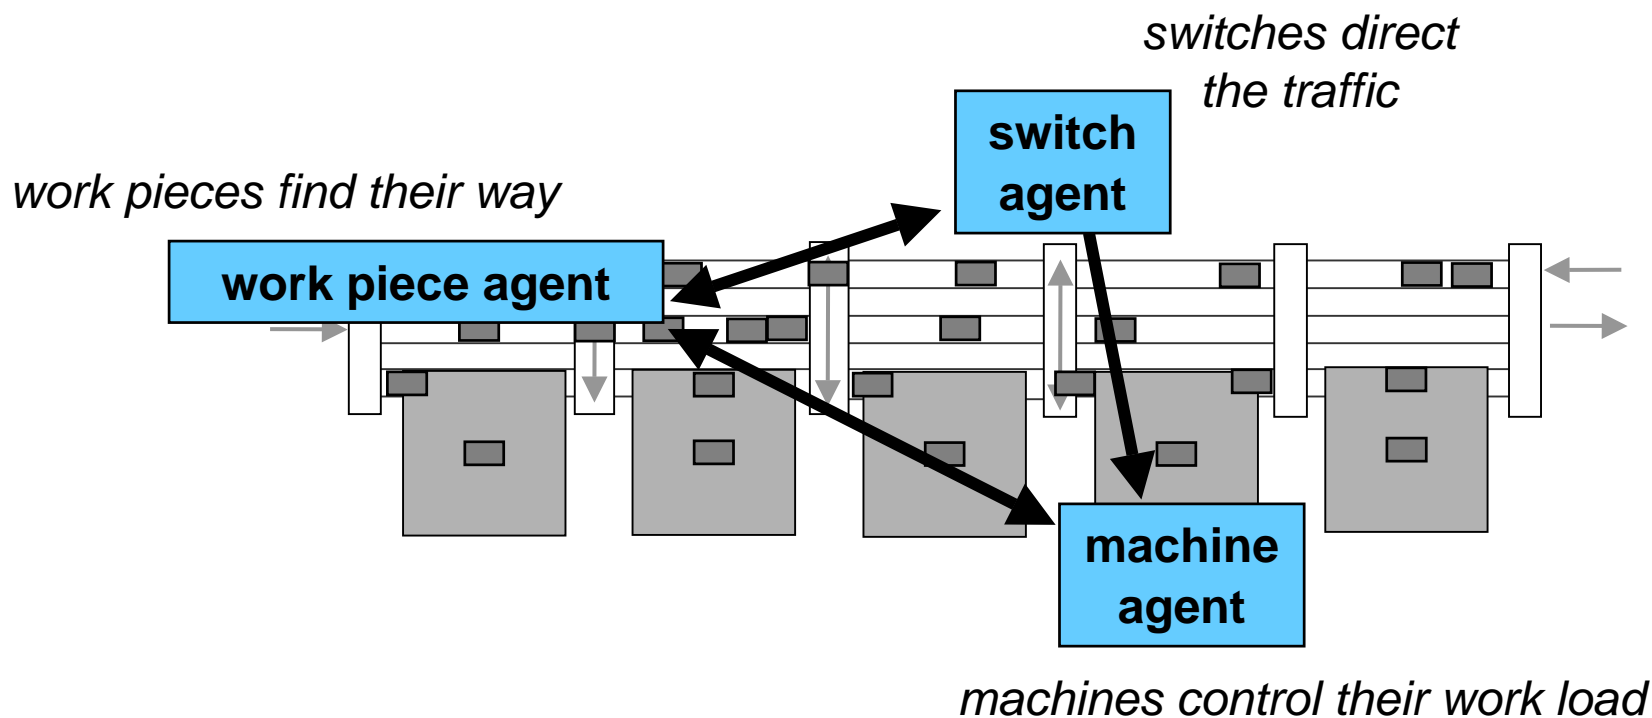 switches direct
the traffic
switch
agent
work pieces find their way
work piece agent
machine
agent
machines control their work load